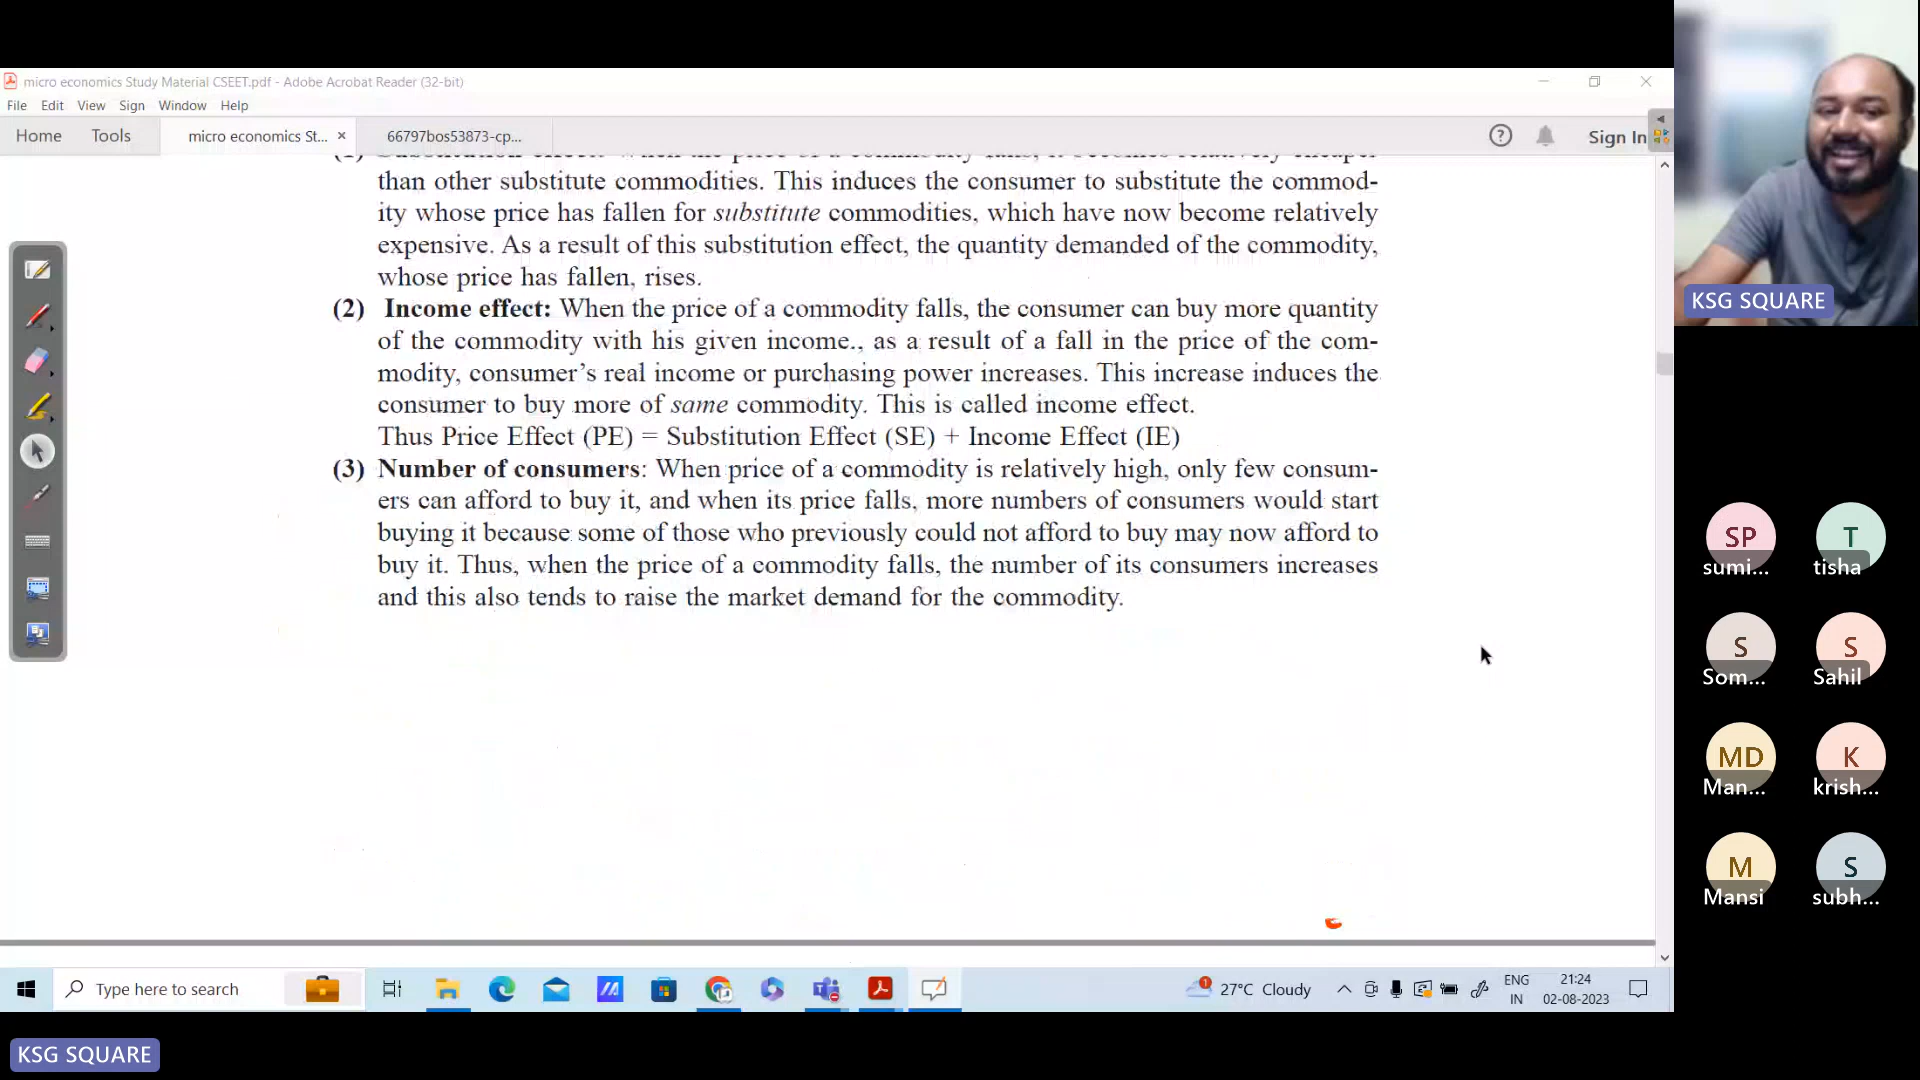 micro economics Study Material CSEET.pdf - Adobe Acrobat Reader (32-bit)
File Edit View Sign Window Help
Home Tools micro economics St... × 66797bos53873-cp... Sign In
than other substitute commodities. This induces the consumer to substitute the commod-
ity whose price has fallen for substitute commodities, which have now become relatively
expensive. As a result of this substitution effect, the quantity demanded of the commodity,
whose price has fallen, rises.
(2) Income effect: When the price of a commodity falls, the consumer can buy more quantity
of the commodity with his given income., as a result of a fall in the price of the com-
modity, consumer's real income or purchasing power increases. This increase induces the
consumer to buy more of same commodity. This is called income effect.
Thus Price Effect (PE) = Substitution Effect (SE) + Income Effect (IE)
(3) Number of consumers: When price of a commodity is relatively high, only few consum-
ers can afford to buy it, and when its price falls, more numbers of consumers would start
buying it because some of those who previously could not afford to buy may now afford to
buy it. Thus, when the price of a commodity falls, the number of its consumers increases
and this also tends to raise the market demand for the commodity.
KSG SQUARE
SP T
sumi... tisha
S S
Som... Sahil
MD K
Man... krish...
M S
Mansi subh...
Type here to search
1
27°C Cloudy
ENG
IN
21:24
02-08-2023
KSG SQUARE